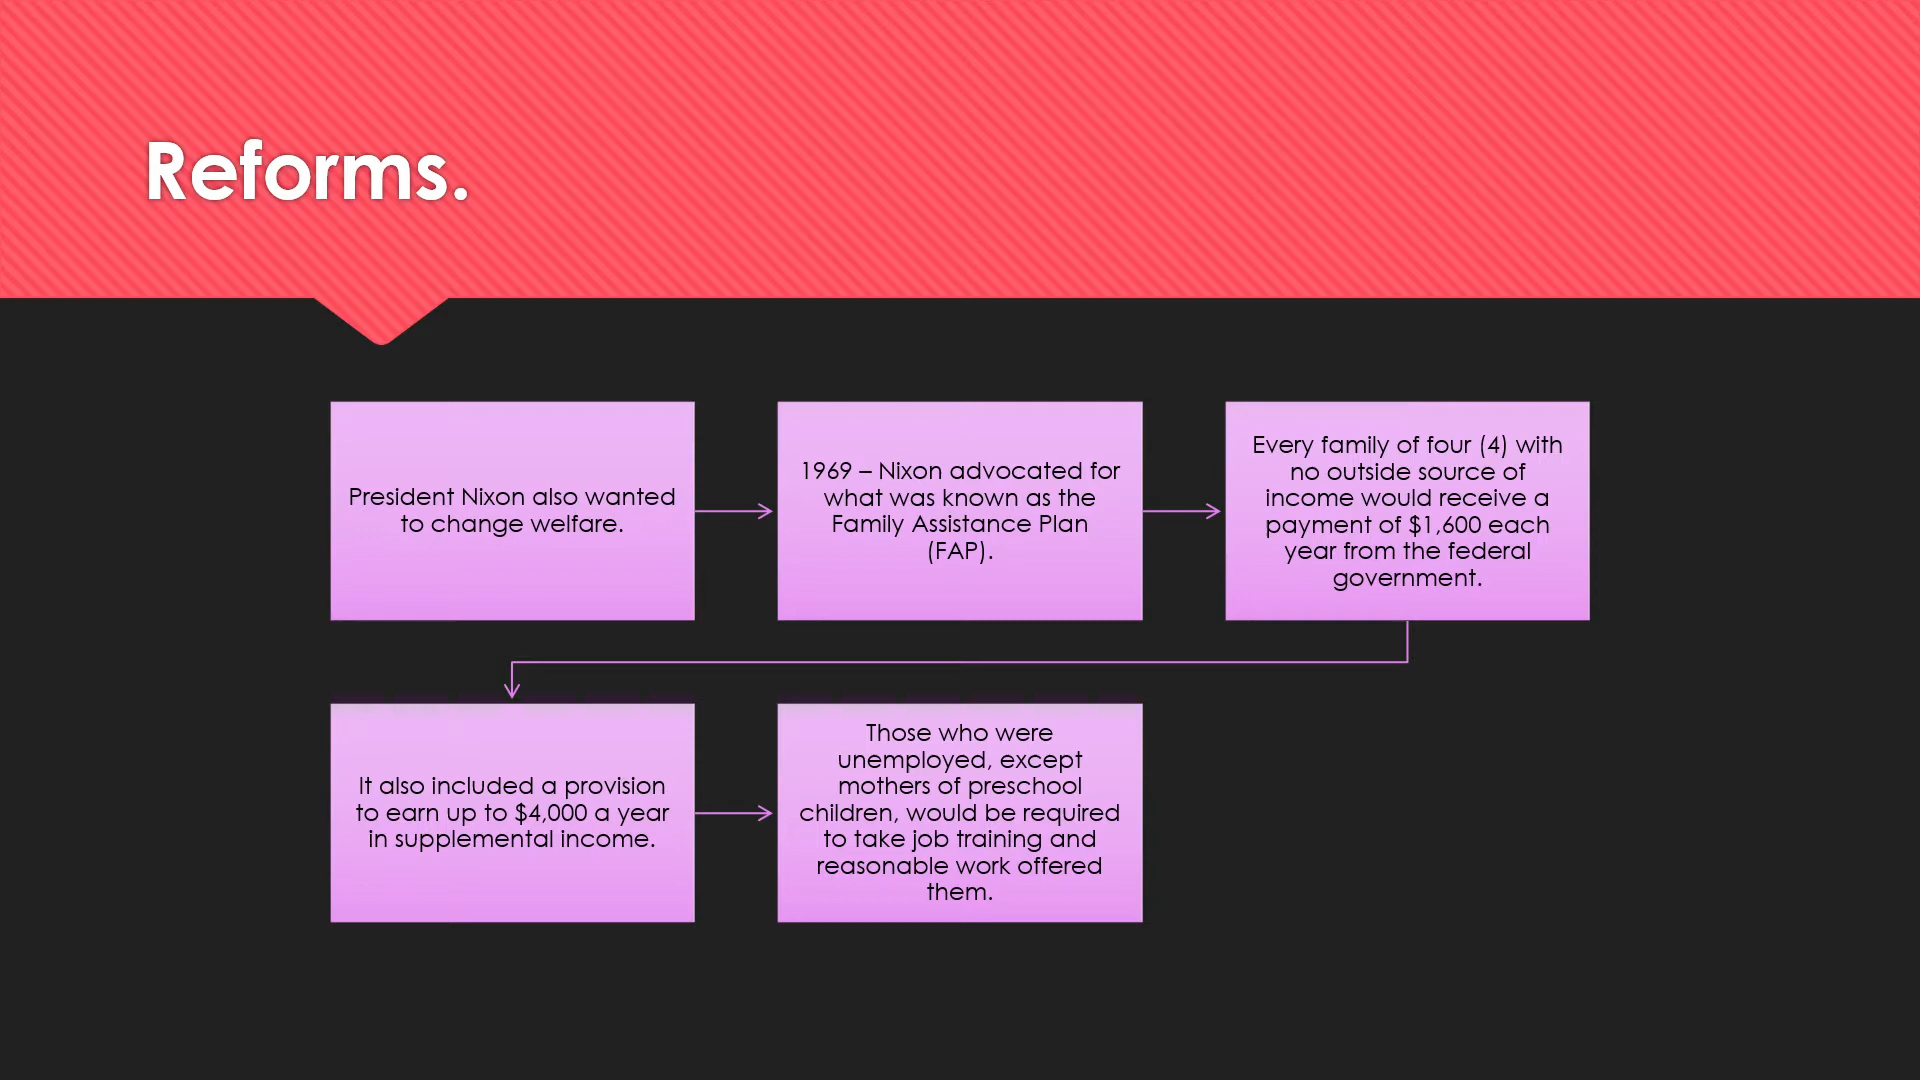 Reforms.
President Nixon also wanted
to change welfare.
1969 – Nixon advocated for
what was known as the
Family Assistance Plan
(FAP).
Every family of four (4) with
no outside source of
income would receive a
payment of $1,600 each
year from the federal
government.
It also included a provision
to earn up to $4,000 a year
in supplemental income.
Those who were
unemployed, except
mothers of preschool
children, would be required
to take job training and
reasonable work offered
them.